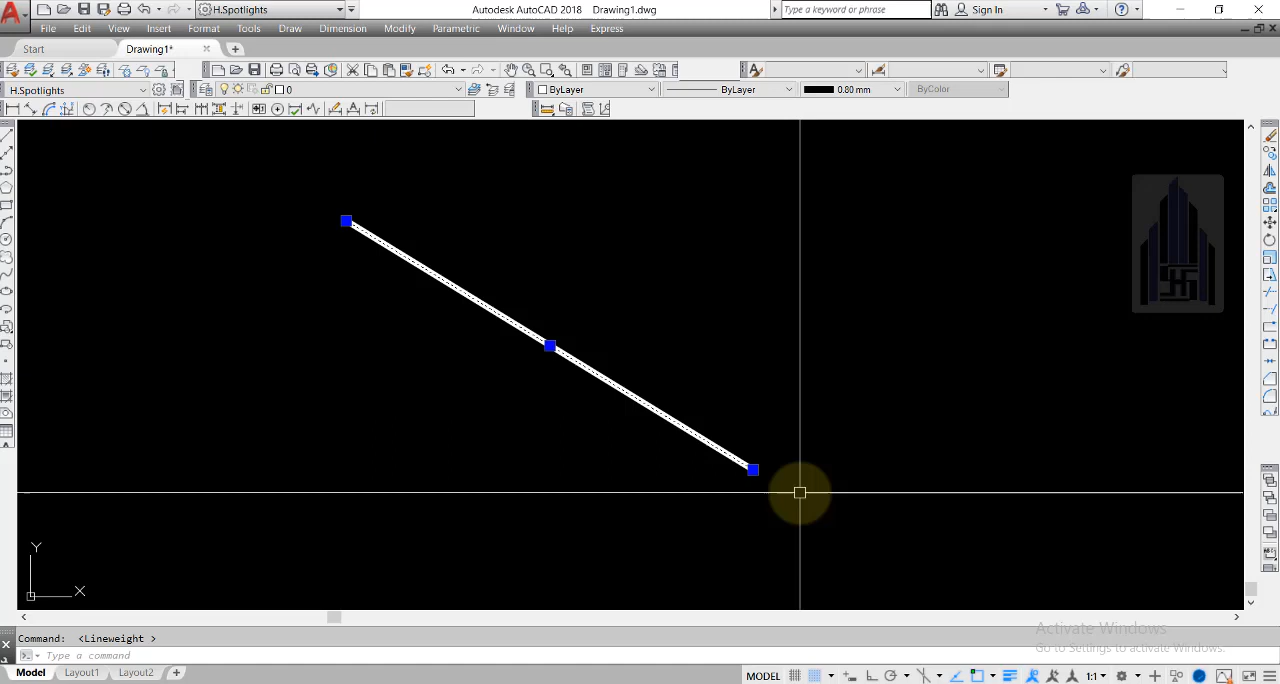 H.Spotlights
Autodesk AutoCAD 2018 Drawing1.dwg
Type a keyword or phrase
Sign In
File Edit View Insert Format Tools Draw Dimension Modify Parametric Window Help Express
Start Drawing1*
H.Spotlights 0 ByLayer ByLayer 0.80 mm ByColor
Y
X
Command: <Lineweight >
Type a command
Activate Windows
Go to Settings to activate Windows.
Model Layout1 Layout2 MODEL 1:1